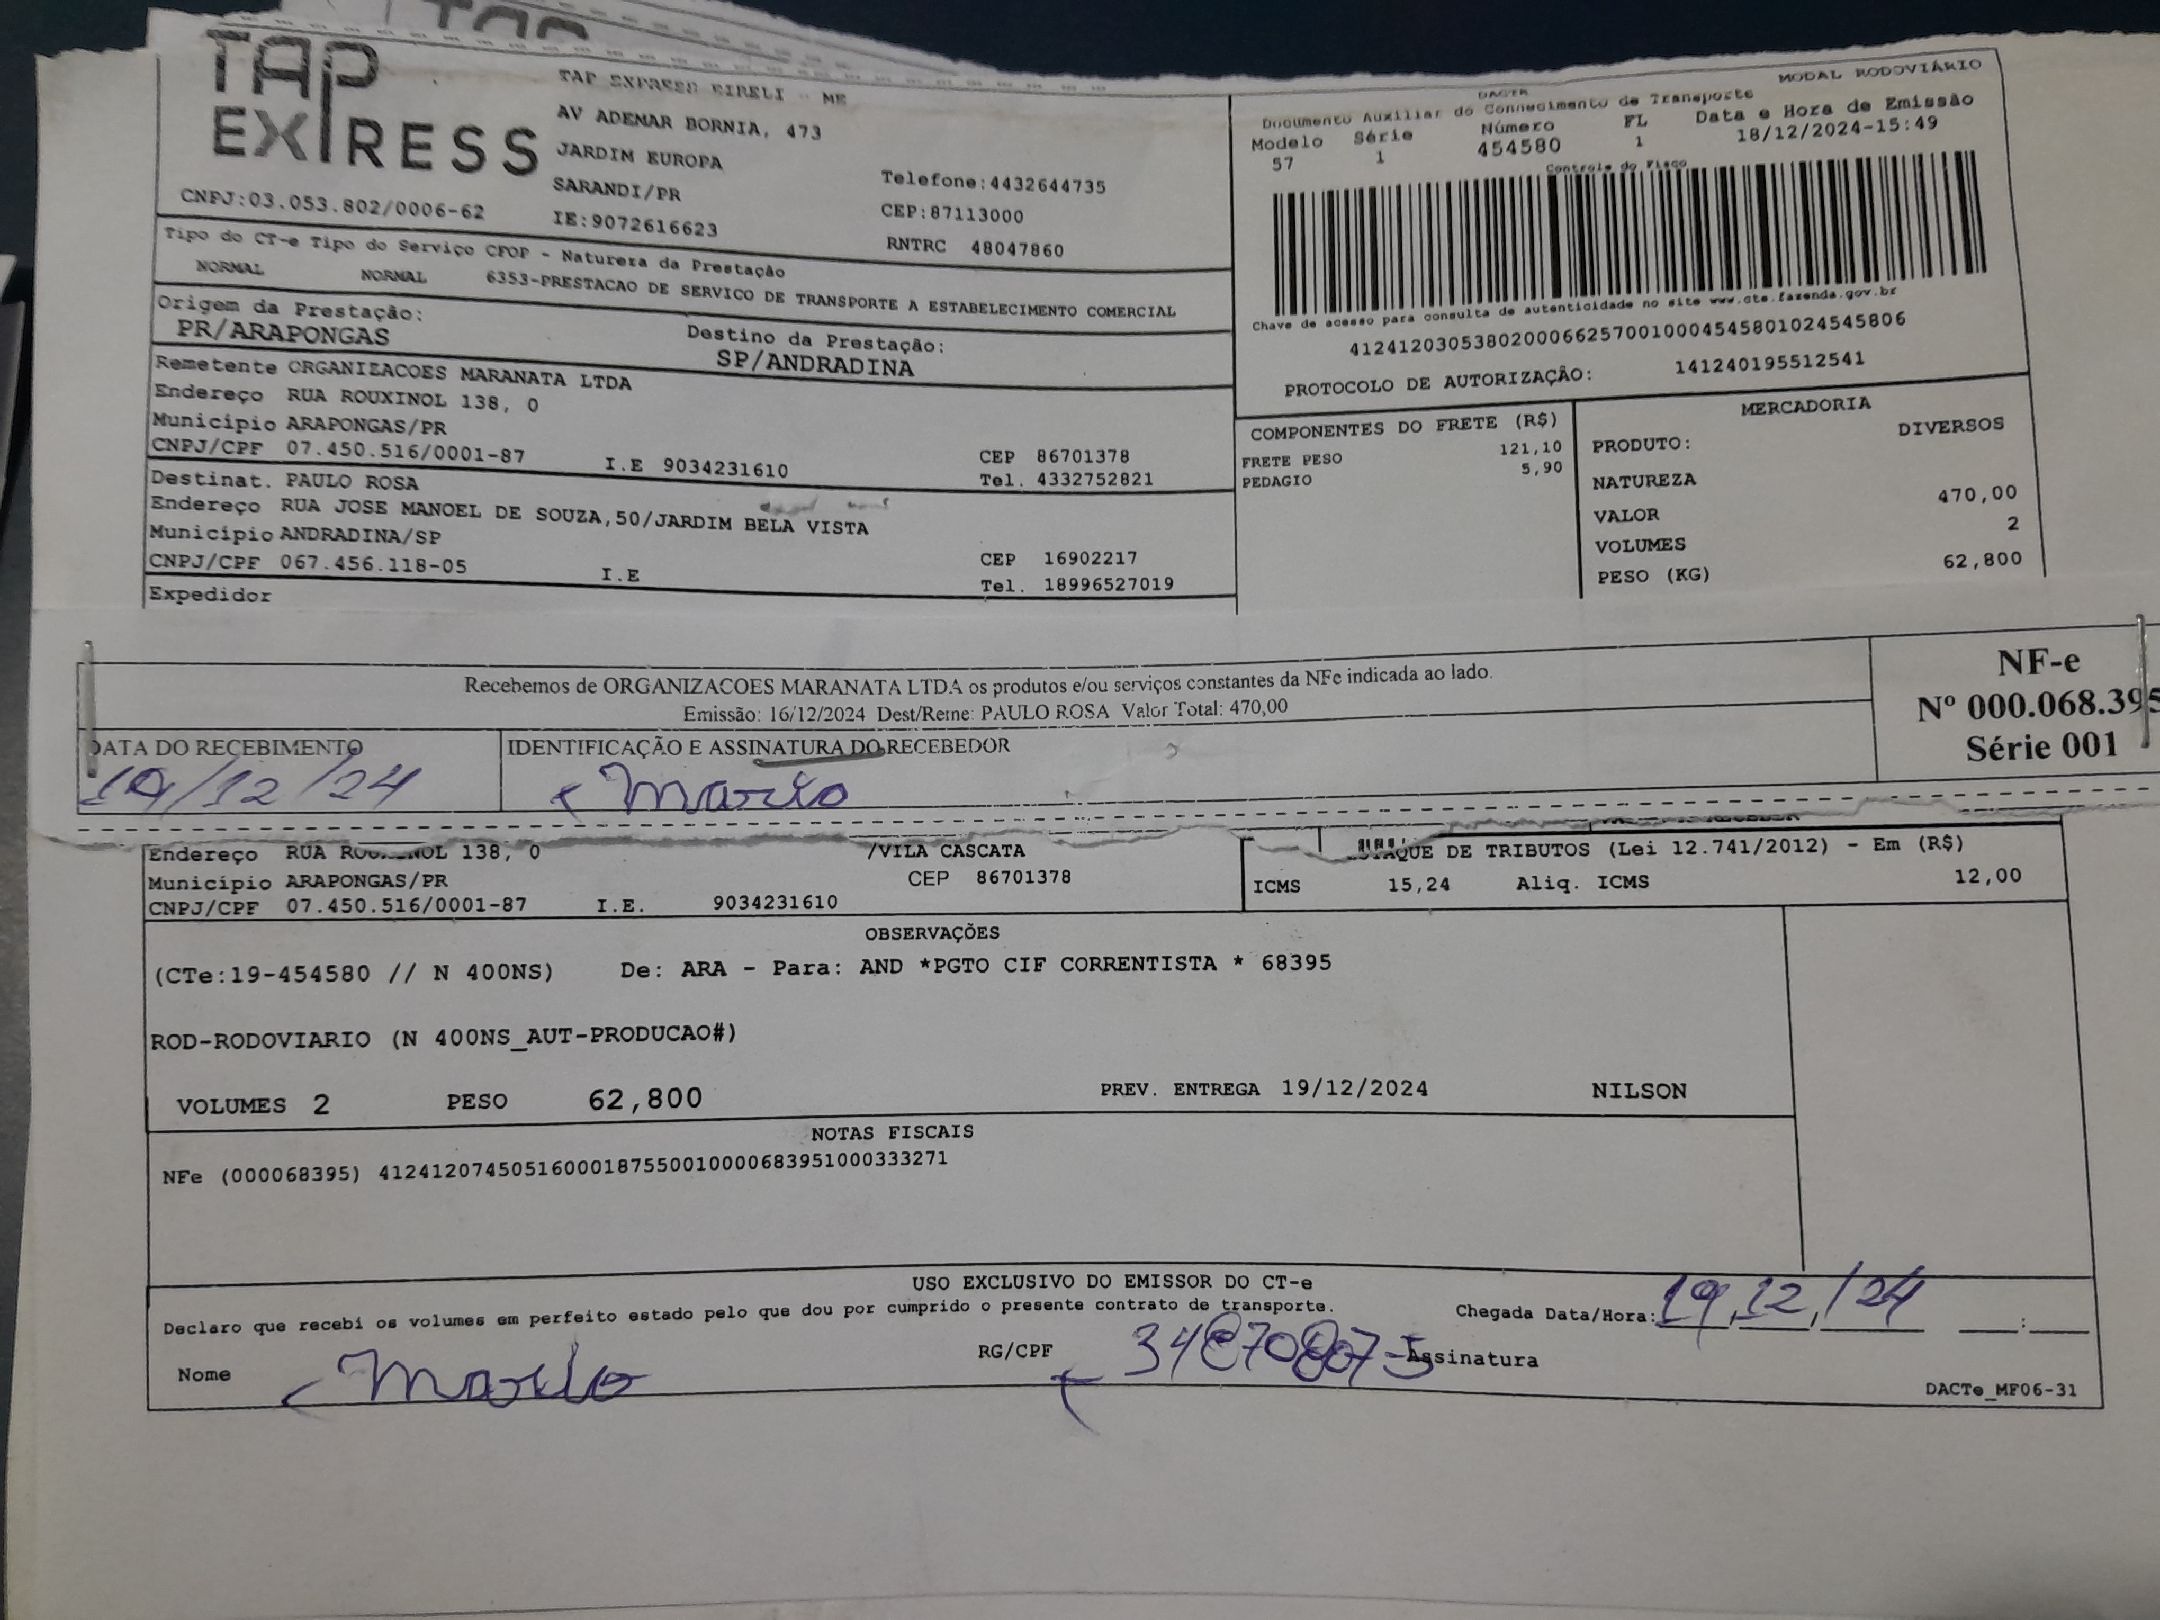 TAP
EXPRESS
TAP EXPRESS EIRELI - ME
AV ADEMAR BORNIA, 473
JARDIM EUROPA
SARANDI/PR
IE:9072616623
Telefone:4432644735
CEP:87113000
RNTRC 48047860
CNPJ:03.053.802/0006-62
Tipo do CT-e Tipo do Serviço CFOP - Natureza da Prestação
NORMAL NORMAL 6353-PRESTACAO DE SERVICO DE TRANSPORTE A ESTABELECIMENTO COMERCIAL
Origem da Prestação: Destino da Prestação:
PR/ARAPONGAS SP/ANDRADINA
Remetente ORGANIZACOES MARANATA LTDA
Endereço RUA ROUXINOL 138, 0
Município ARAPONGAS/PR CEP 86701378
CNPJ/CPF 07.450.516/0001-87 I.E 9034231610 Tel. 4332752821
Destinat. PAULO ROSA
Endereço RUA JOSE MANOEL DE SOUZA,50/JARDIM BELA VISTA
Município ANDRADINA/SP CEP 16902217
CNPJ/CPF 067.456.118-05 I.E Tel. 18996527019
Expedidor
MODAL RODOVIÁRIO
DACTE
Documento Auxiliar do Conhecimento de Transporte
Modelo Série Número FL Data e Hora de Emissão
57 1 454580 1 18/12/2024-15:49
Controle do Fisco
Chave de acesso para consulta de autenticidade no site www.cte.fazenda.gov.br
41241203053802000662570010004545801024545806
PROTOCOLO DE AUTORIZAÇÃO: 141240195512541
COMPONENTES DO FRETE (R$)
FRETE PESO 121,10
PEDAGIO 5,90
MERCADORIA
PRODUTO: DIVERSOS
NATUREZA
VALOR 470,00
VOLUMES 2
PESO (KG) 62,800
Recebemos de ORGANIZACOES MARANATA LTDA os produtos e/ou serviços constantes da NFe indicada ao lado.
Emissão: 16/12/2024 Dest/Reme: PAULO ROSA Valor Total: 470,00
NF-e
Nº 000.068.395
Série 001
DATA DO RECEBIMENTO IDENTIFICAÇÃO E ASSINATURA DO RECEBEDOR
19/12/24 Marcio
Endereço RUA ROUXINOL 138, 0 /VILA CASCATA
Município ARAPONGAS/PR CEP 86701378
CNPJ/CPF 07.450.516/0001-87 I.E. 9034231610
DE TRIBUTOS (Lei 12.741/2012) - Em (R$)
ICMS 15,24 Aliq. ICMS 12,00
OBSERVAÇÕES
(CTe:19-454580 // N 400NS) De: ARA - Para: AND *PGTO CIF CORRENTISTA * 68395
ROD-RODOVIARIO (N 400NS_AUT-PRODUCAO#)
VOLUMES 2 PESO 62,800 PREV. ENTREGA 19/12/2024 NILSON
NOTAS FISCAIS
NFe (000068395) 41241207450516000187550010000683951000333271
USO EXCLUSIVO DO EMISSOR DO CT-e
Declaro que recebi os volumes em perfeito estado pelo que dou por cumprido o presente contrato de transporte. Chegada Data/Hora: 19/12/24 :
Nome Marcio RG/CPF Assinatura
DACTe_MF06-31